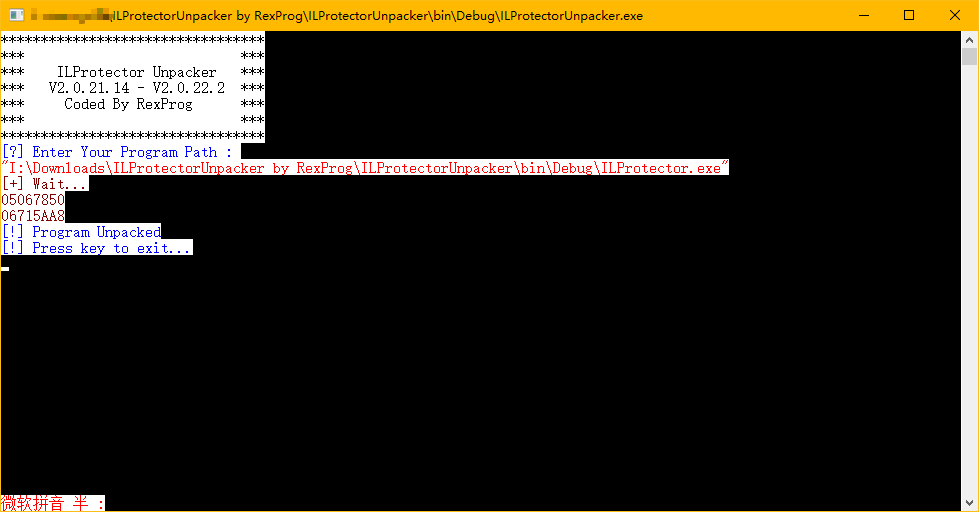 \ILProtectorUnpacker by RexProg\ILProtectorUnpacker\bin\Debug\ILProtectorUnpacker.exe
*********************************
***                           ***
***    ILProtector Unpacker   ***
***   V2.0.21.14 - V2.0.22.2  ***
***     Coded By RexProg      ***
***                           ***
*********************************
[?] Enter Your Program Path :
"I:\Downloads\ILProtectorUnpacker by RexProg\ILProtectorUnpacker\bin\Debug\ILProtector.exe"
[+] Wait...
05067850
06715AA8
[!] Program Unpacked
[!] Press key to exit...
微软拼音 半 :